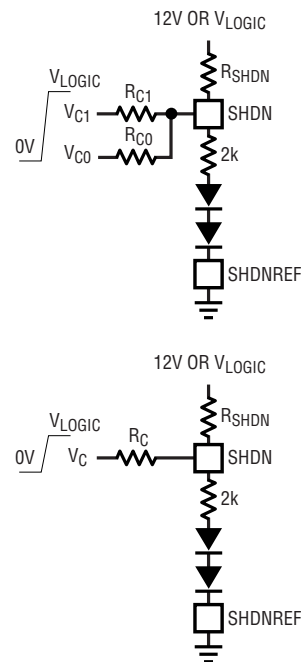 12V OR VLOGIC
RSHDN
VLOGIC
RC1
VC1
SHDN
RC0
0V
VC0
2k
SHDNREF
12V OR VLOGIC
RSHDN
VLOGIC
RC
0V
VC
SHDN
2k
SHDNREF